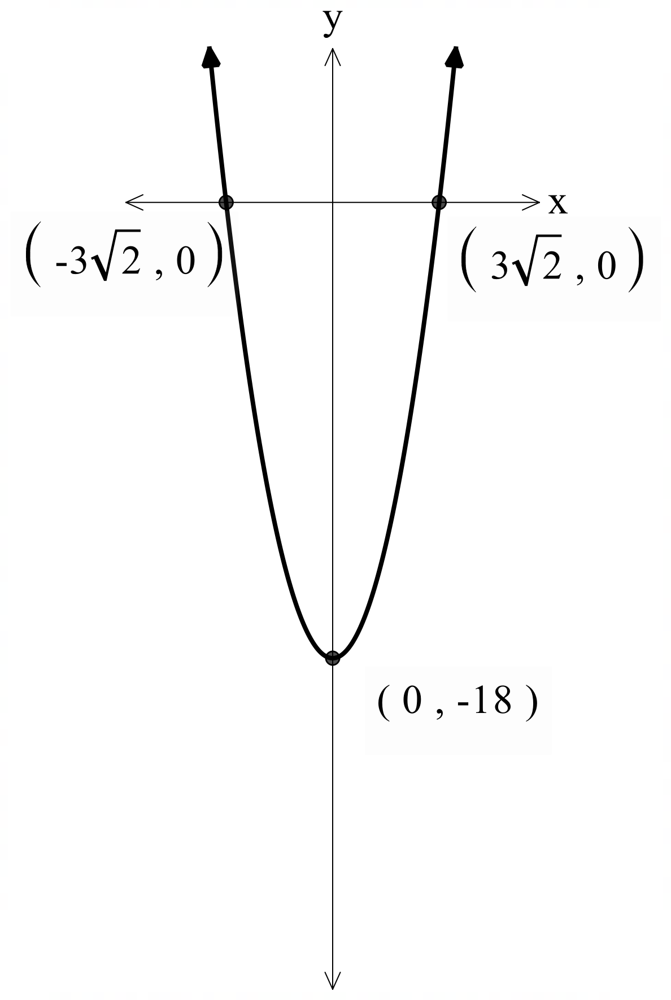 y
x
( -3√2 , 0 )
( 3√2 , 0 )
( 0 , -18 )